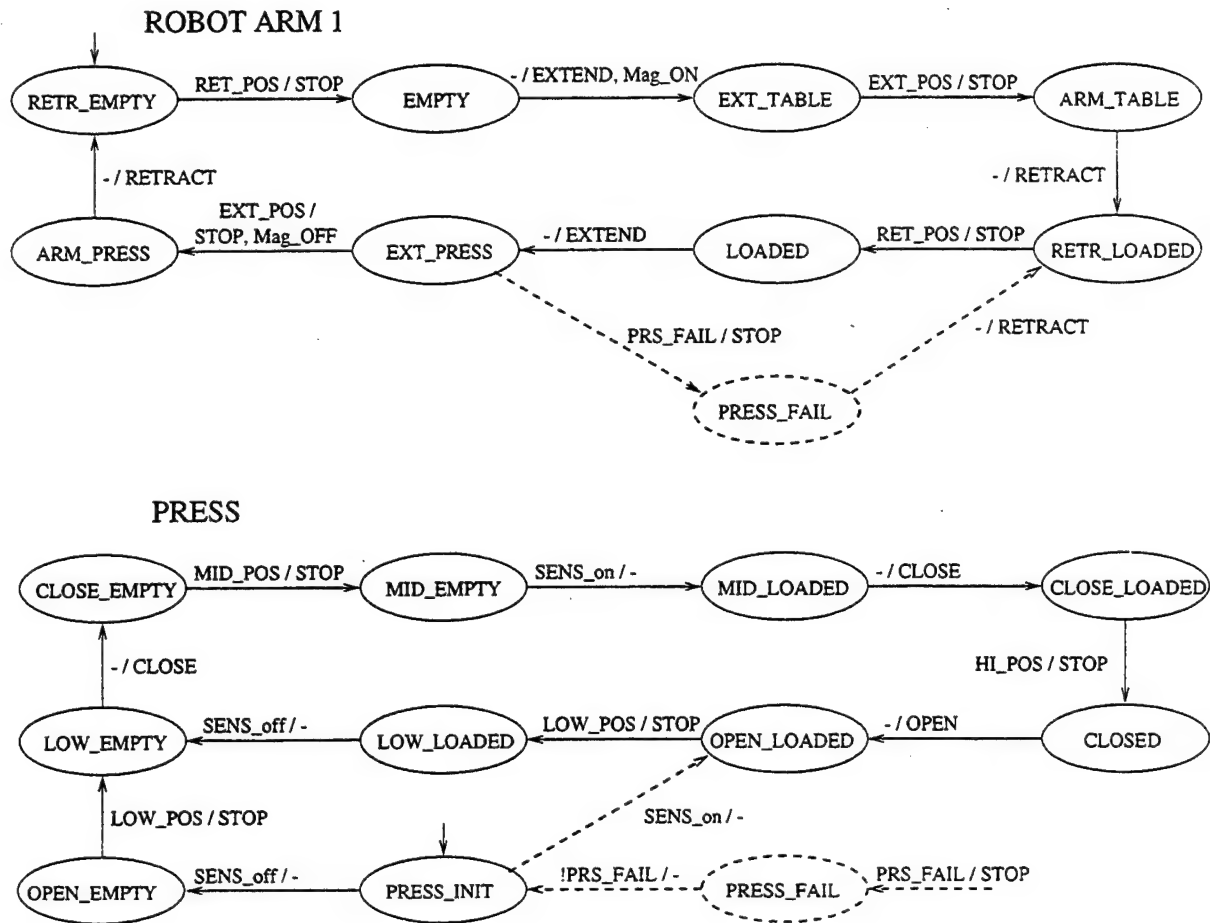 ROBOT ARM 1
RETR_EMPTY
RET_POS / STOP
EMPTY
- / EXTEND, Mag_ON
EXT_TABLE
EXT_POS / STOP
ARM_TABLE
- / RETRACT
- / RETRACT
ARM_PRESS
EXT_POS /
STOP, Mag_OFF
EXT_PRESS
- / EXTEND
LOADED
RET_POS / STOP
RETR_LOADED
PRS_FAIL / STOP
- / RETRACT
PRESS_FAIL
PRESS
CLOSE_EMPTY
MID_POS / STOP
MID_EMPTY
SENS_on / -
MID_LOADED
- / CLOSE
CLOSE_LOADED
- / CLOSE
HI_POS / STOP
LOW_EMPTY
SENS_off / -
LOW_LOADED
LOW_POS / STOP
OPEN_LOADED
- / OPEN
CLOSED
LOW_POS / STOP
SENS_on / -
OPEN_EMPTY
SENS_off / -
PRESS_INIT
!PRS_FAIL / -
PRESS_FAIL
PRS_FAIL / STOP